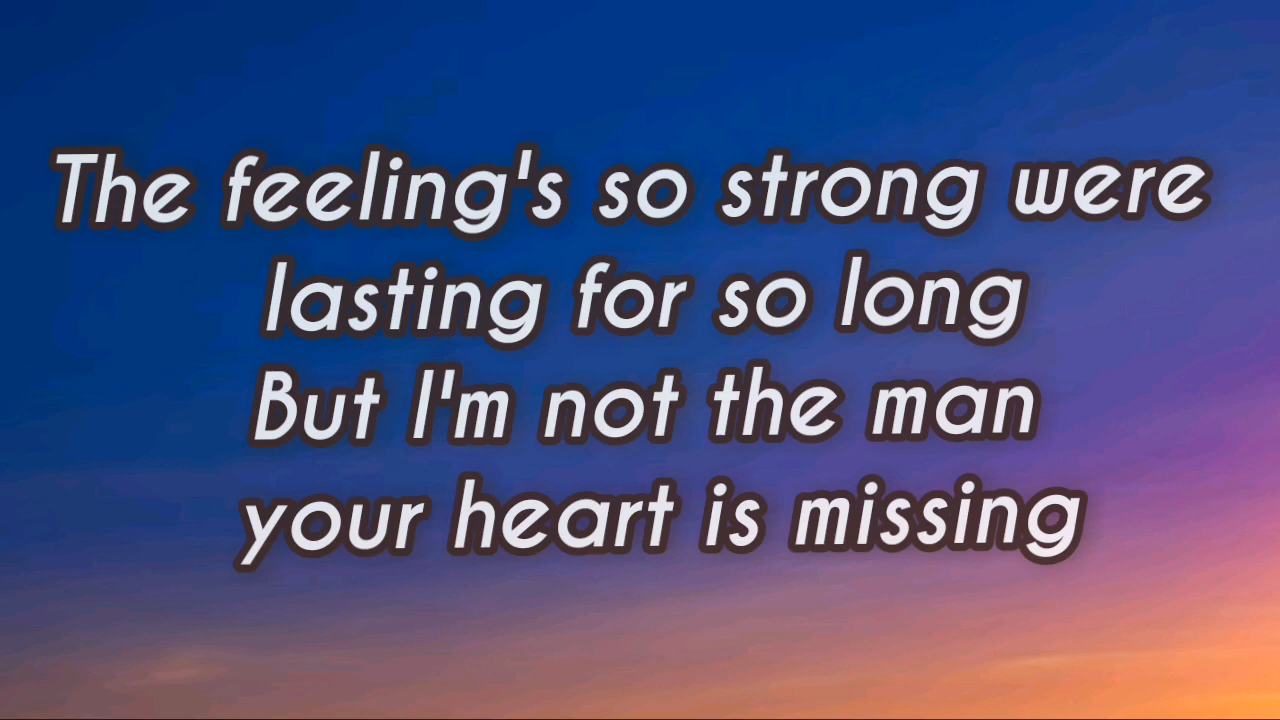 The feeling's so strong were
lasting for so long
But I'm not the man
your heart is missing